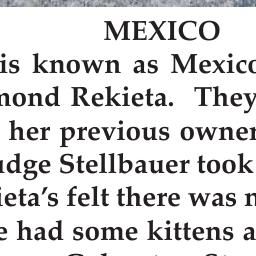 MEXICO
is known as Mexico
mond Rekieta. They
her previous owner
udge Stellbauer took
ieta's felt there was
e had some kittens a